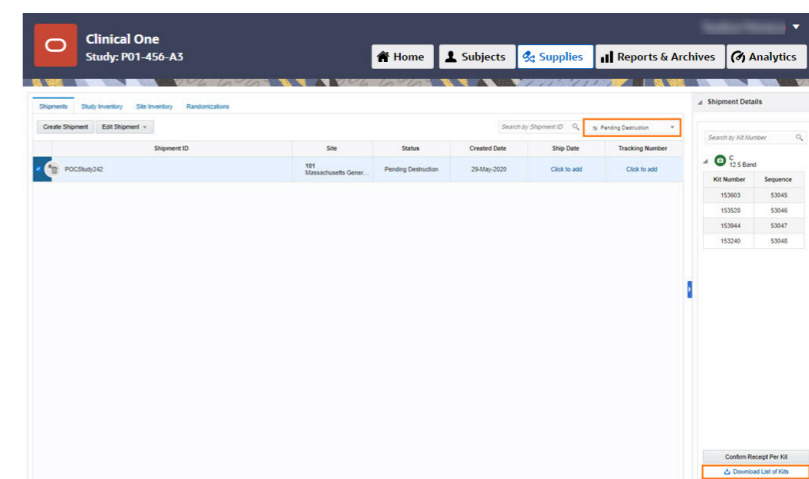 Clinical One
Study: P01-456-A3
Home
Subjects
Supplies
Reports & Archives
Analytics
Shipments
Study Inventory
Site Inventory
Randomizations
Create Shipment
Edit Shipment
Search by Shipment ID
Pending Destruction
Shipment ID
Site
Status
Created Date
Ship Date
Tracking Number
POCStudy242
101
Massachusetts Gener...
Pending Destruction
29-May-2020
Click to add
Click to add
Shipment Details
Search by Kit Number
C
12.5 Band
Kit Number
Sequence
153603
53045
153528
53046
153944
53047
153240
53048
Confirm Receipt Per Kit
Download List of Kits